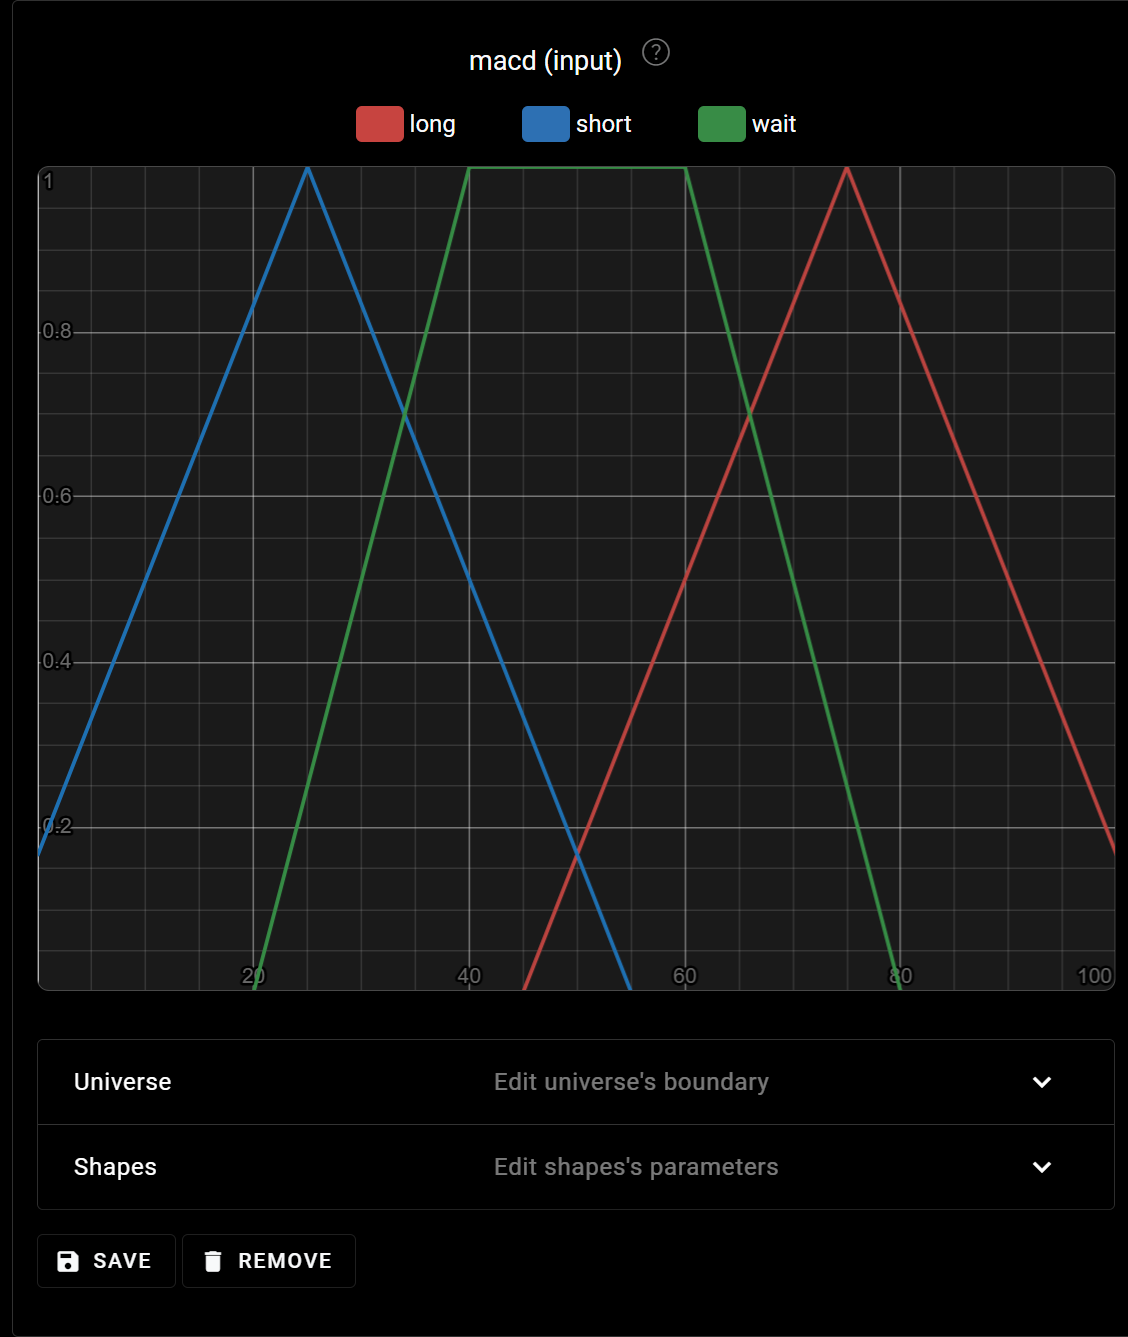 macd (input) ?
long short wait
1
0.8
0.6
0.4
0.2
20 40 60 80 100
Universe Edit universe's boundary
Shapes Edit shapes's parameters
SAVE REMOVE